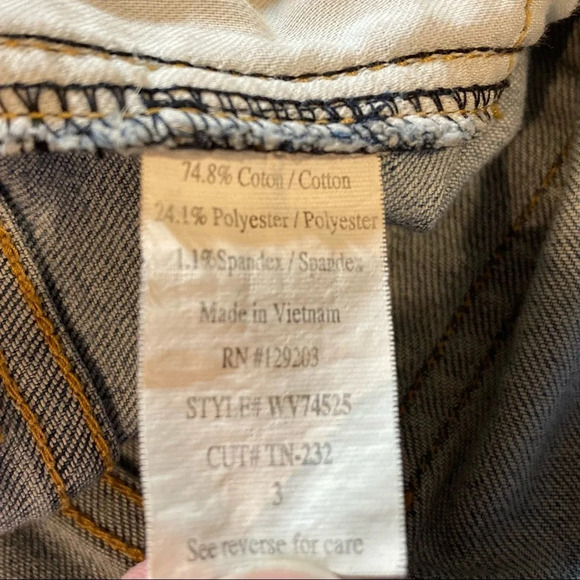 74.8% Coton / Cotton
24.1% Polyester / Polyester
1.1%Spandex / Spandex
Made in Vietnam
RN #129203
STYLE# WV74525
CUT# TN-232
3
See reverse for care